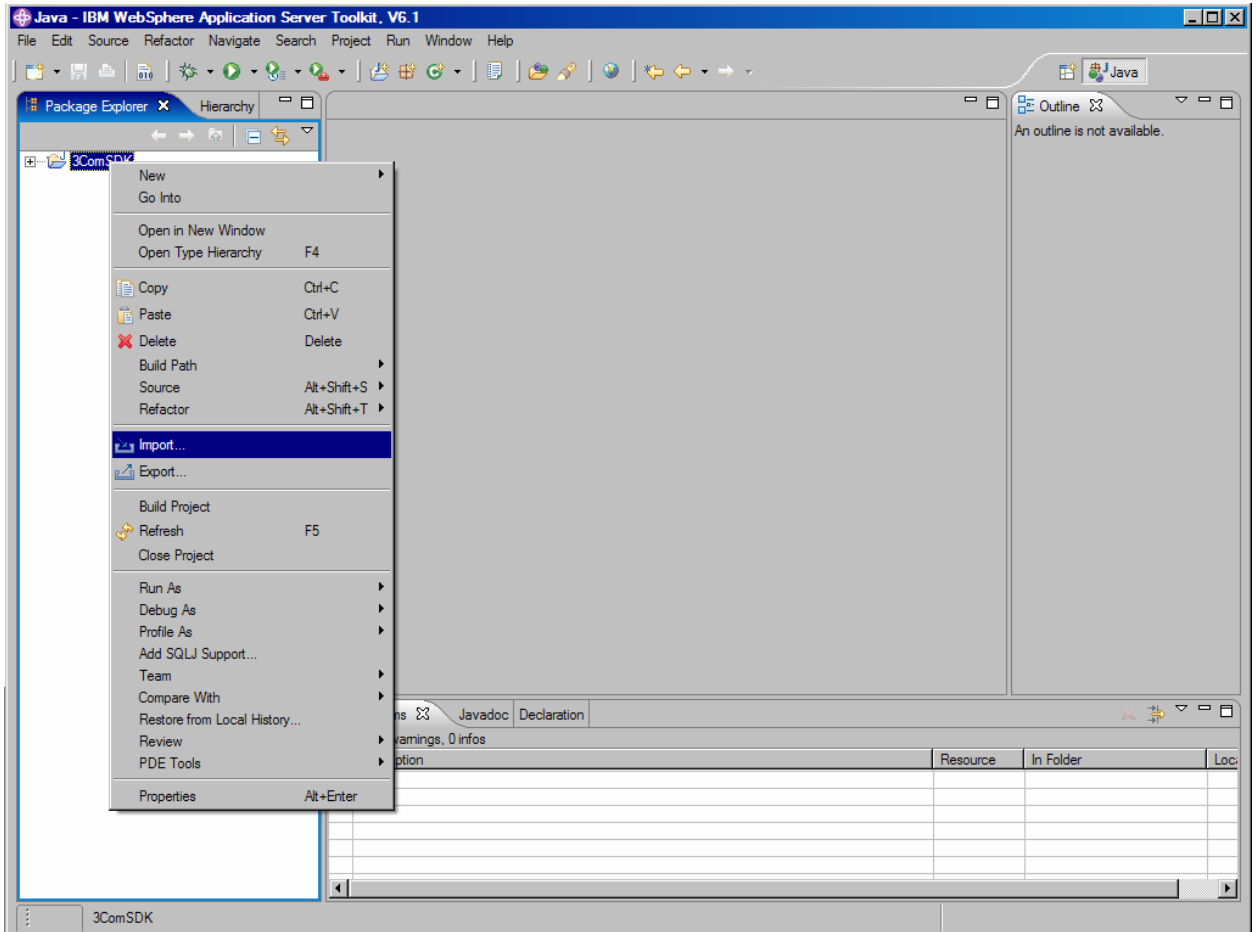 Java - IBM WebSphere Application Server Toolkit, V6.1
File Edit Source Refactor Navigate Search Project Run Window Help
Java
Package Explorer Hierarchy
Outline
An outline is not available.
3ComSDK
New
Go Into
Open in New Window
Open Type Hierarchy F4
Copy Ctrl+C
Paste Ctrl+V
Delete Delete
Build Path
Source Alt+Shift+S
Refactor Alt+Shift+T
Import...
Export...
Build Project
Refresh F5
Close Project
Run As
Debug As
Profile As
Add SQLJ Support...
Team
Compare With
Restore from Local History...
Review
PDE Tools
Properties Alt+Enter
ms Javadoc Declaration
warnings, 0 infos
ption Resource In Folder Loca
3ComSDK